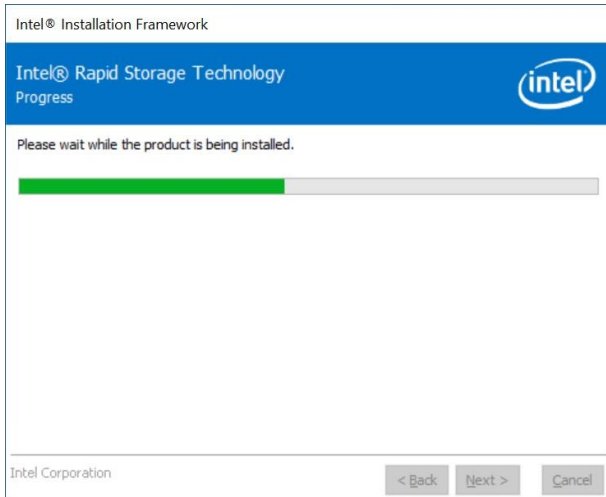 Intel® Installation Framework
Intel® Rapid Storage Technology
Progress
intel
Please wait while the product is being installed.
Intel Corporation
< Back Next > Cancel